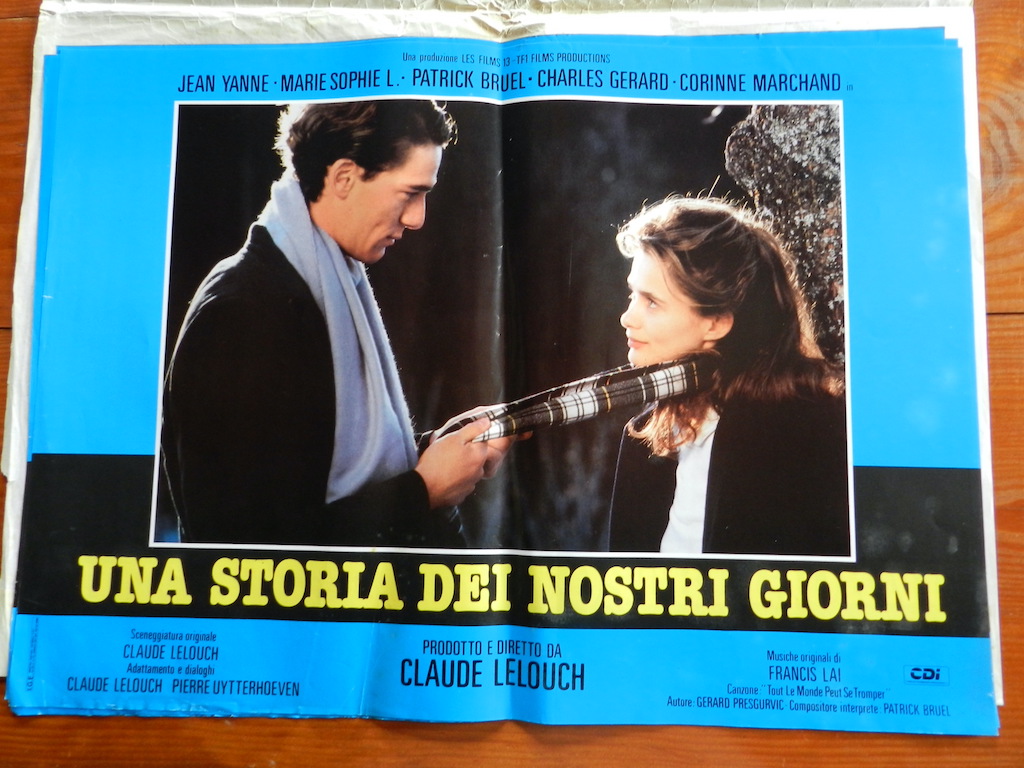 Una produzione LES FILMS 13 - TF1 FILMS PRODUCTIONS
JEAN YANNE · MARIE SOPHIE L. · PATRICK BRUEL · CHARLES GERARD · CORINNE MARCHAND in
UNA STORIA DEI NOSTRI GIORNI
Sceneggiatura originale
CLAUDE LELOUCH
Adattamento e dialoghi
CLAUDE LELOUCH PIERRE UYTTERHOEVEN
PRODOTTO E DIRETTO DA
CLAUDE LELOUCH
Musiche originali di
FRANCIS LAI
Canzone: "Tout Le Monde Peut Se Tromper"
Autore: GERARD PRESGURVIC · Compositore interprete: PATRICK BRUEL
CDI